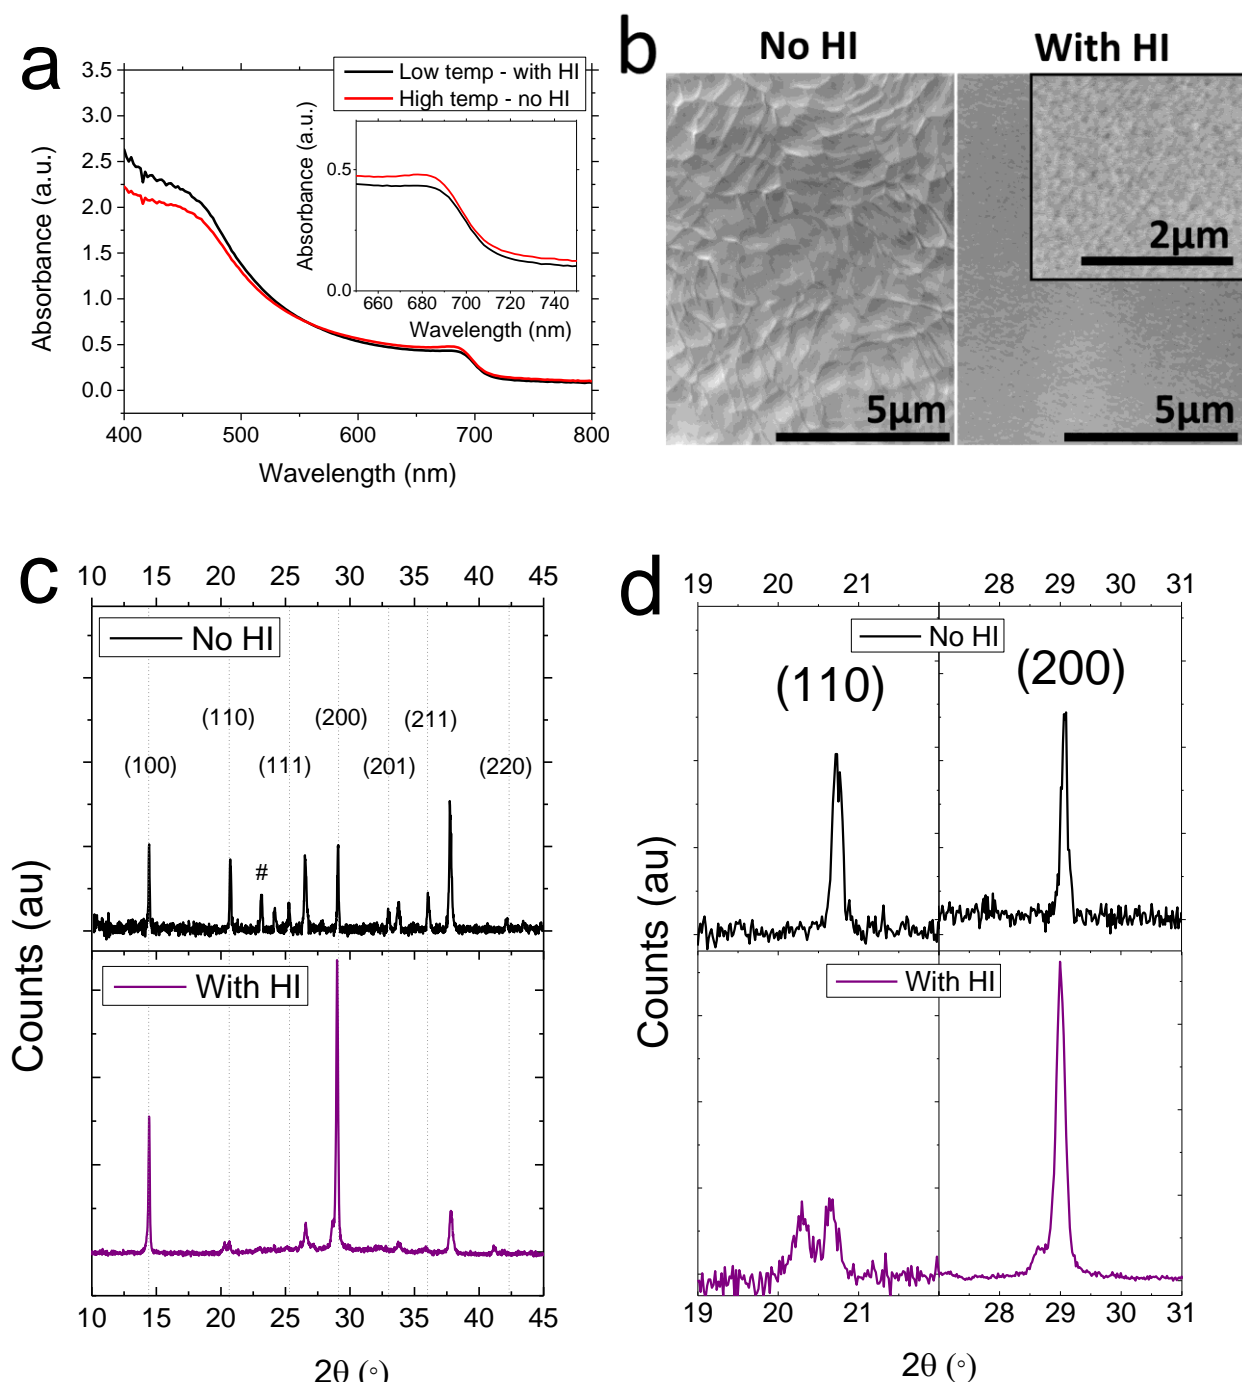 a
3.5
3.0
2.5
2.0
1.5
1.0
0.5
0.0
Absorbance (a.u.)
400 500 600 700 800
Wavelength (nm)
Low temp - with HI
High temp - no HI
0.5
0.0
Absorbance (a.u.)
660 680 700 720 740
Wavelength (nm)
b
No HI With HI
5μm
2μm
5μm
c
10 15 20 25 30 35 40 45
No HI
(110) (200) (211)
(100) (111) (201) (220)
#
Counts (au)
With HI
10 15 20 25 30 35 40 45
2θ (°)
d
19 20 21 28 29 30 31
No HI
(110) (200)
Counts (au)
With HI
19 20 21 28 29 30 31
2θ (°)